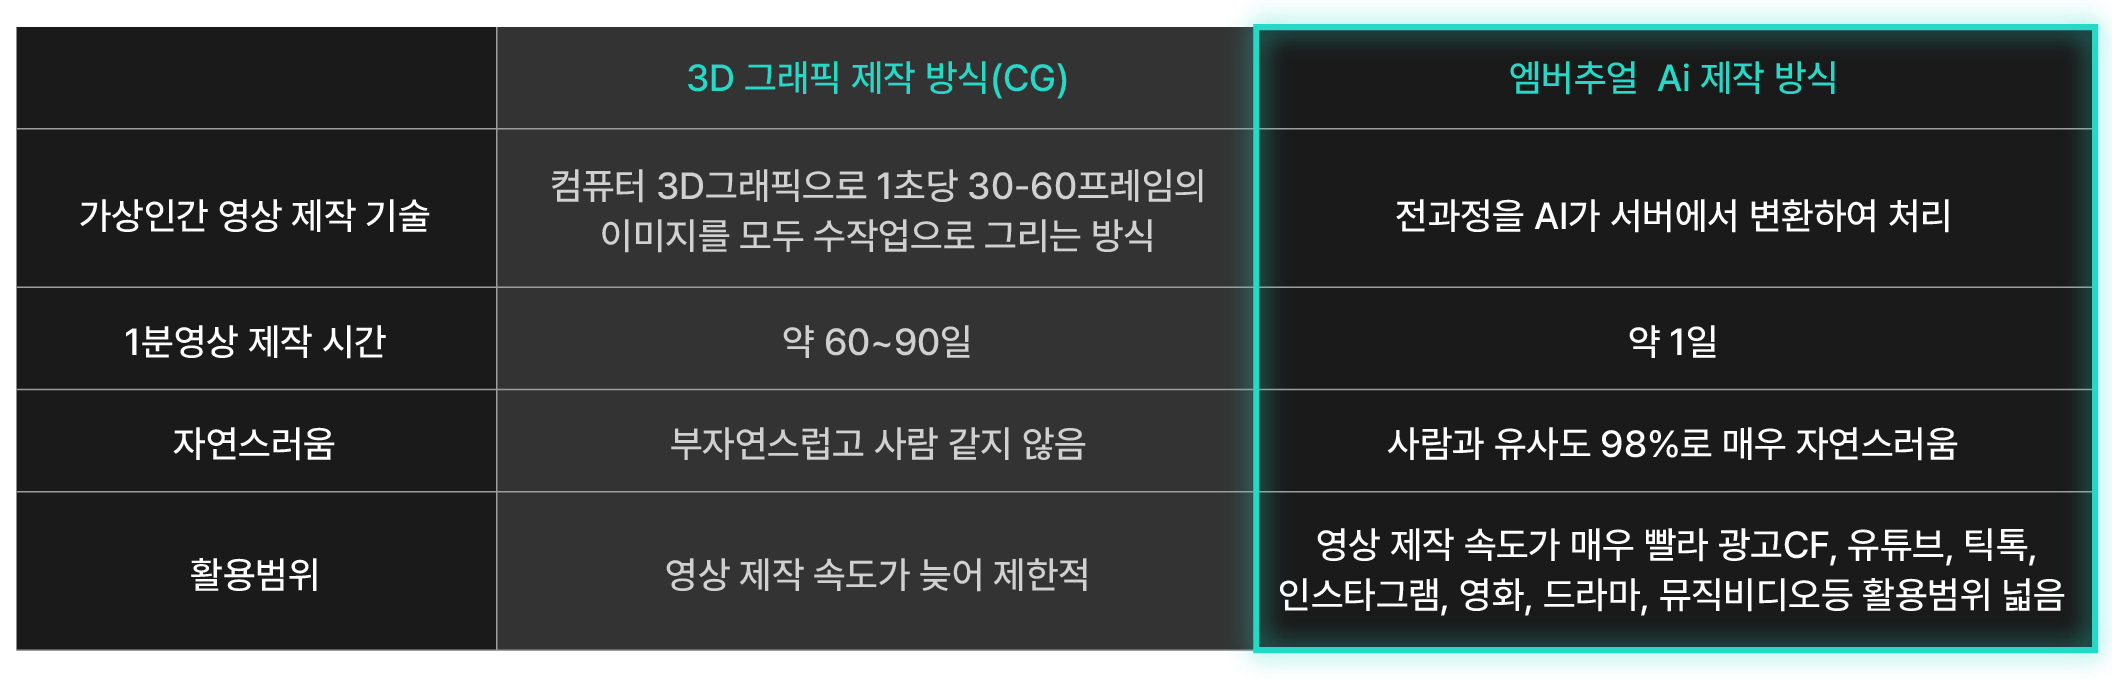 3D 그래픽 제작 방식(CG)
엠버추얼  Ai 제작 방식
가상인간 영상 제작 기술
컴퓨터 3D그래픽으로 1초당 30-60프레임의
이미지를 모두 수작업으로 그리는 방식
전과정을 AI가 서버에서 변환하여 처리
1분영상 제작 시간
약 60~90일
약 1일
자연스러움
부자연스럽고 사람 같지 않음
사람과 유사도 98%로 매우 자연스러움
활용범위
영상 제작 속도가 늦어 제한적
영상 제작 속도가 매우 빨라 광고CF, 유튜브, 틱톡,
인스타그램, 영화, 드라마, 뮤직비디오등 활용범위 넓음